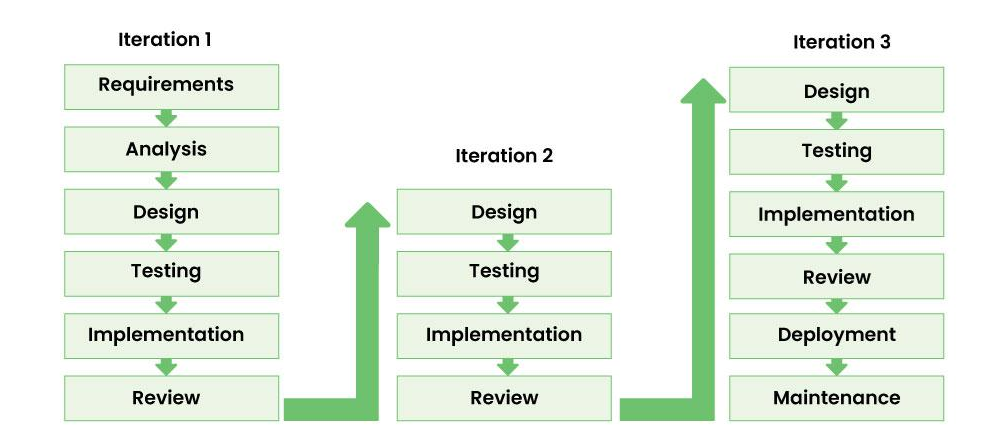 Iteration 1
Requirements
Analysis
Design
Testing
Implementation
Review
Iteration 2
Design
Testing
Implementation
Review
Iteration 3
Design
Testing
Implementation
Review
Deployment
Maintenance